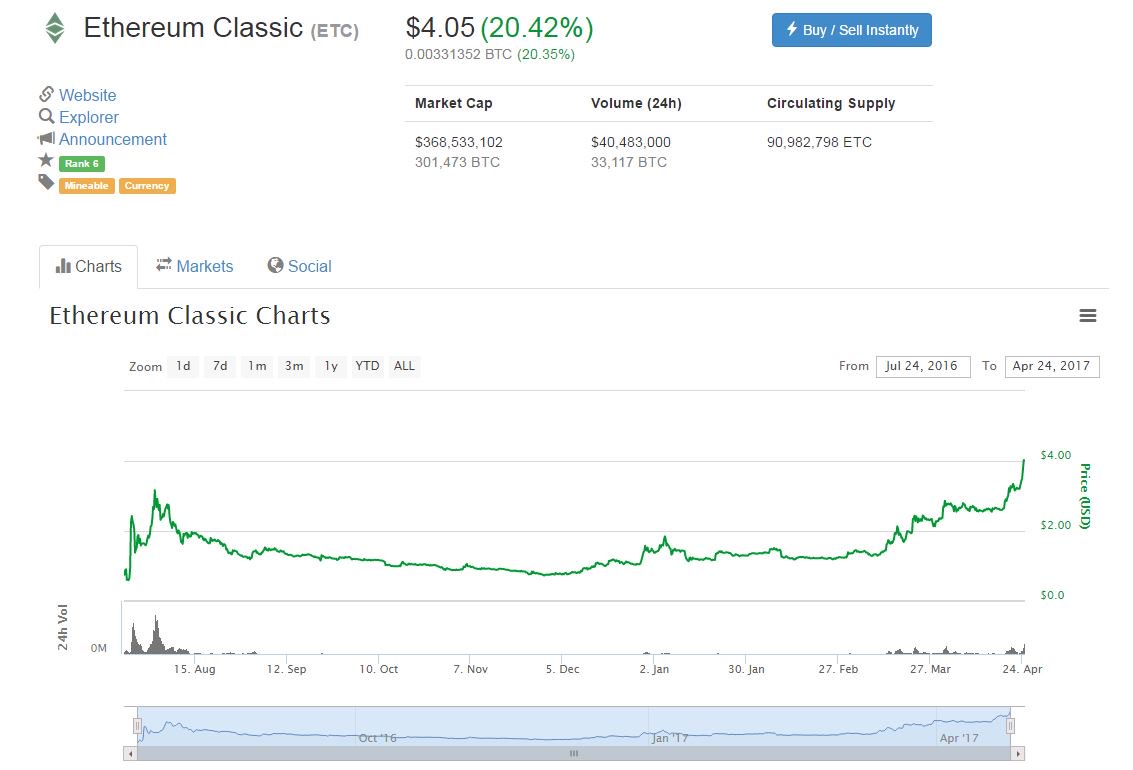 Ethereum Classic (ETC)
$4.05 (20.42%)
0.00331352 BTC (20.35%)
Buy / Sell Instantly
Website
Explorer
Announcement
Rank 6
Mineable Currency
Market Cap Volume (24h) Circulating Supply
$368,533,102 $40,483,000 90,982,798 ETC
301,473 BTC 33,117 BTC
Charts Markets Social
Ethereum Classic Charts
Zoom 1d 7d 1m 3m 1y YTD ALL
From Jul 24, 2016 To Apr 24, 2017
$4.00
$2.00
$0.0
Price (USD)
24h Vol
0M
15. Aug 12. Sep 10. Oct 7. Nov 5. Dec 2. Jan 30. Jan 27. Feb 27. Mar 24. Apr
Oct '16 Jan '17 Apr '17